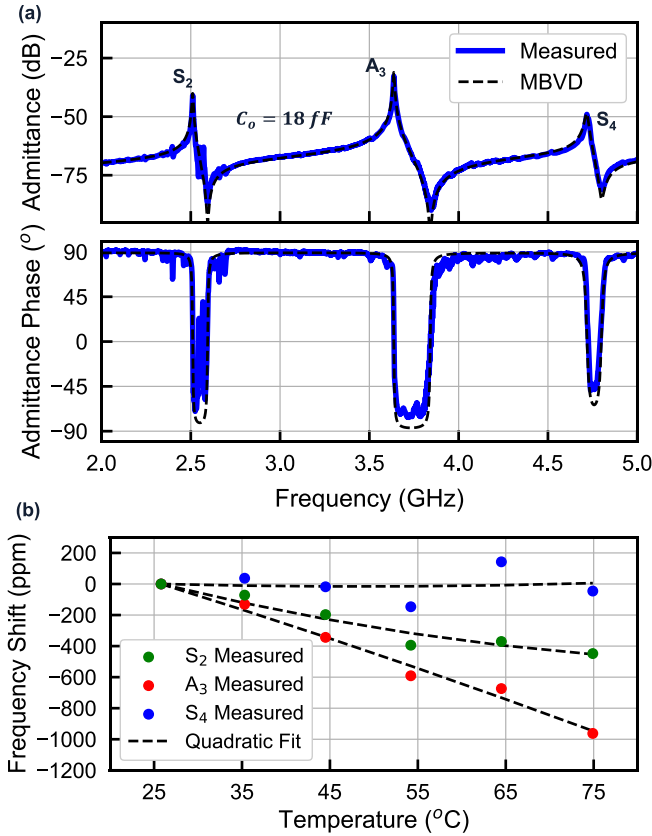 (a)
Admittance (dB)
−25
−50
−75
S₂
A₃
S₄
C₀ = 18 fF
Measured
MBVD
Admittance Phase (°)
90
45
0
−45
−90
2.0 2.5 3.0 3.5 4.0 4.5 5.0
Frequency (GHz)
(b)
Frequency Shift (ppm)
200
0
−200
−400
−600
−800
−1000
−1200
S₂ Measured
A₃ Measured
S₄ Measured
Quadratic Fit
25 35 45 55 65 75
Temperature (°C)